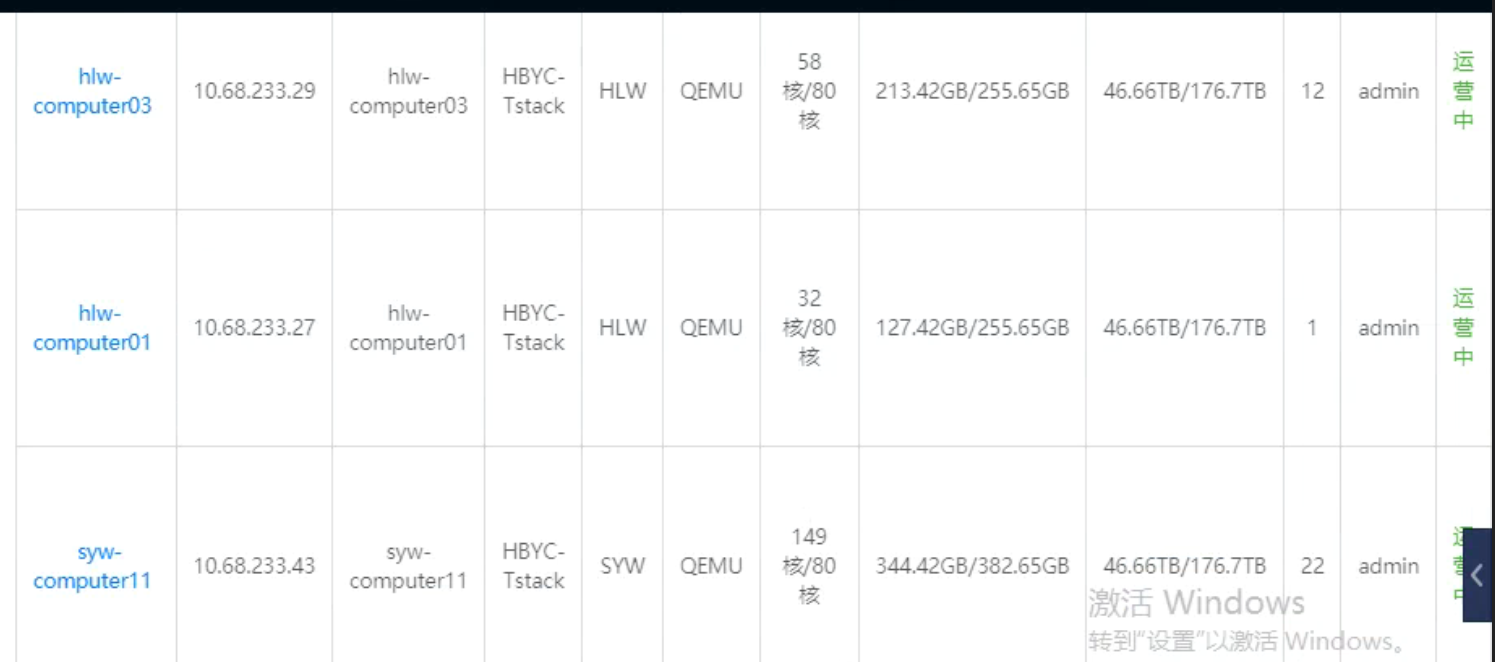 hlw-
computer03
10.68.233.29
hlw-
computer03
HBYC-
Tstack
HLW
QEMU
58
核/80
核
213.42GB/255.65GB
46.66TB/176.7TB
12
admin
运
营
中
hlw-
computer01
10.68.233.27
hlw-
computer01
HBYC-
Tstack
HLW
QEMU
32
核/80
核
127.42GB/255.65GB
46.66TB/176.7TB
1
admin
运
营
中
syw-
computer11
10.68.233.43
syw-
computer11
HBYC-
Tstack
SYW
QEMU
149
核/80
核
344.42GB/382.65GB
46.66TB/176.7TB
22
admin
激活 Windows
转到“设置”以激活 Windows。